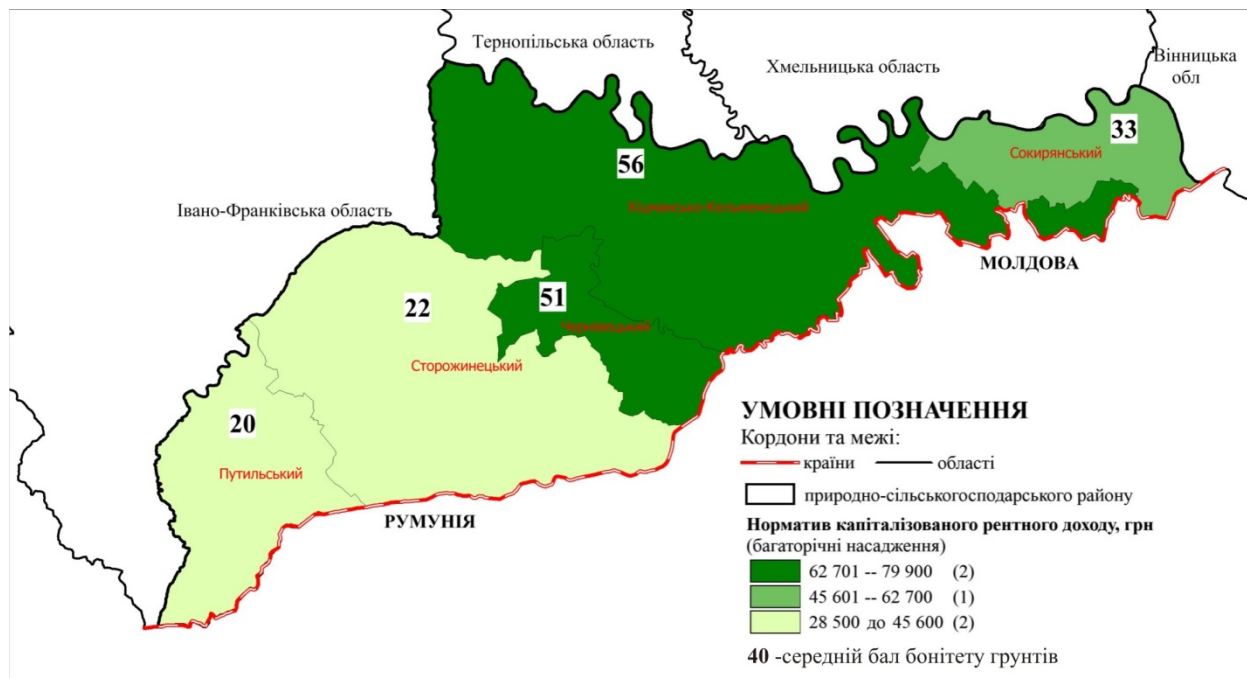 Тернопільська область
Хмельницька область
Вінницька
обл
33
Сокирянський
56
Хцрмансько-Кельменецький
Івано-Франківська область
МОЛДОВА
22
51
Чернівецький
Сторожинецький
20
Путильський
РУМУНІЯ
УМОВНІ ПОЗНАЧЕННЯ
Кордони та межі:
країни області
природно-сільськогосподарського району
Норматив капіталізованого рентного доходу, грн
(багаторічні насадження)
62 701 -- 79 900 (2)
45 601 -- 62 700 (1)
28 500 до 45 600 (2)
40 -середній бал бонітету грунтів